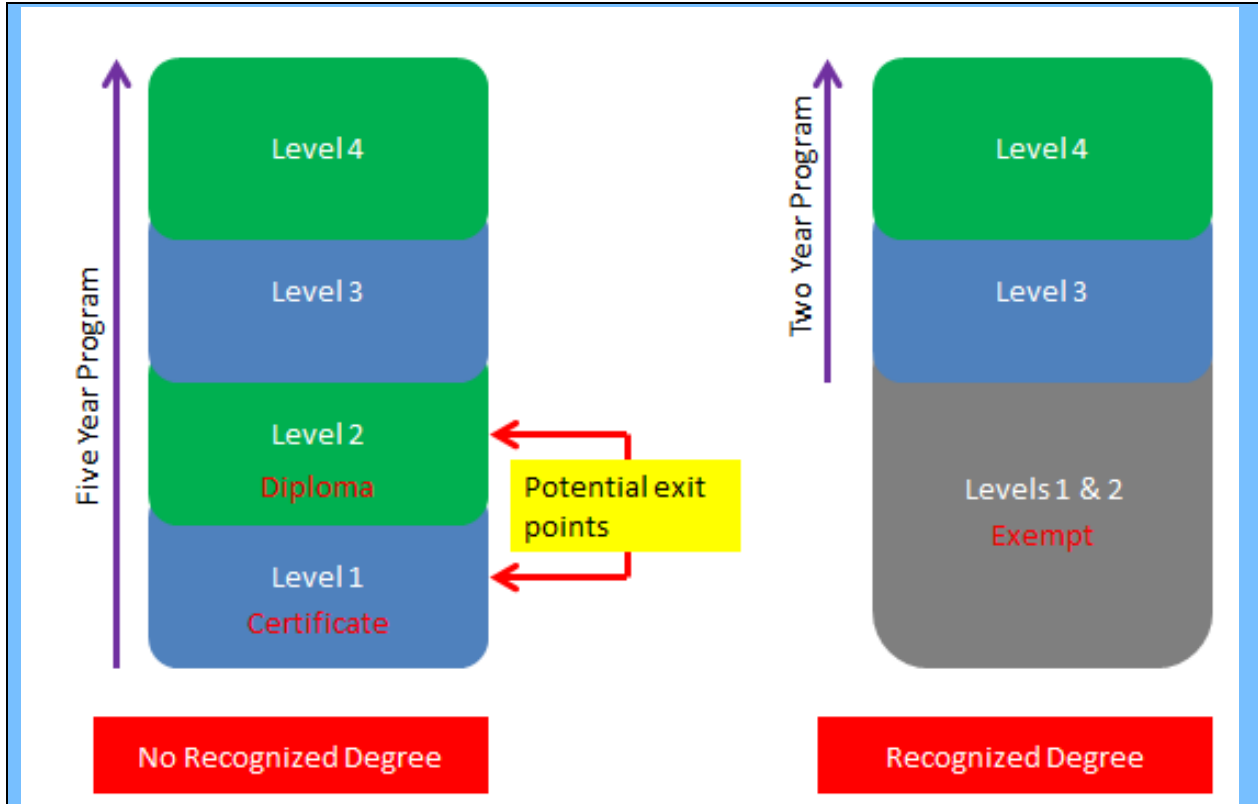 Five Year Program
Level 4
Level 3
Level 2
Diploma
Level 1
Certificate
Potential exit
points
No Recognized Degree
Two Year Program
Level 4
Level 3
Levels 1 & 2
Exempt
Recognized Degree